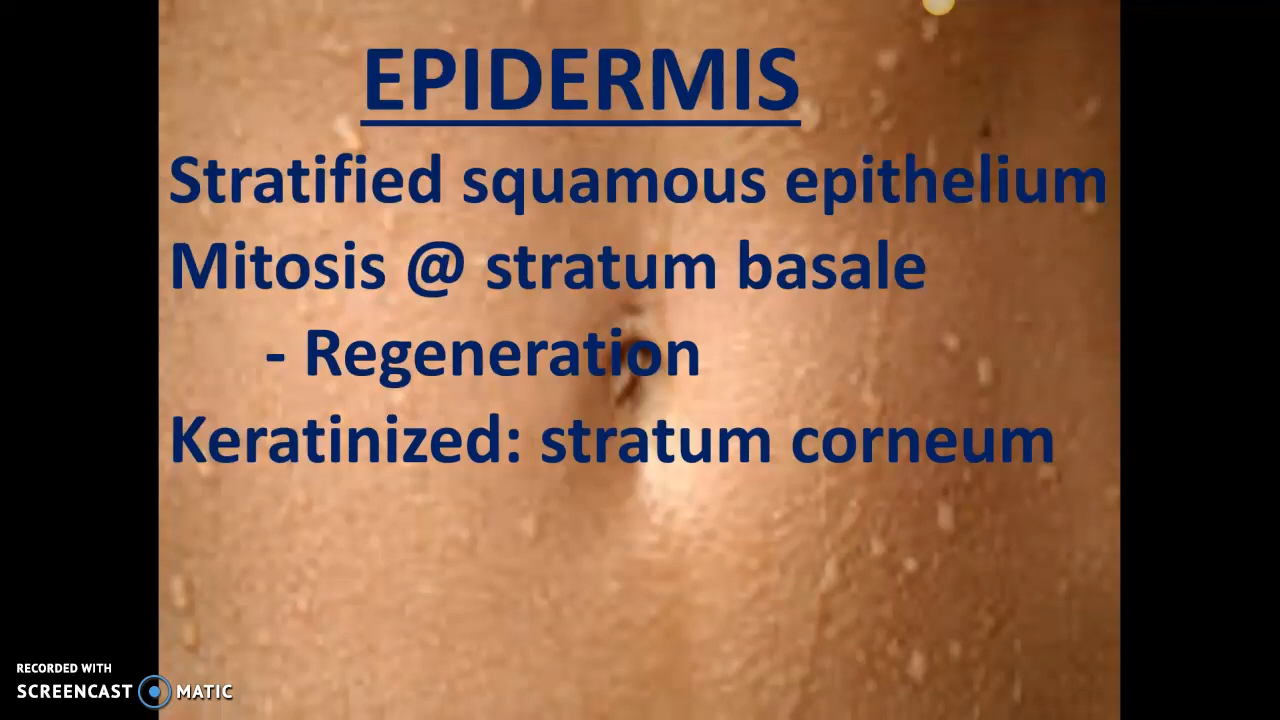 EPIDERMIS
Stratified squamous epithelium
Mitosis @ stratum basale
- Regeneration
Keratinized: stratum corneum
RECORDED WITH
SCREENCAST MATIC